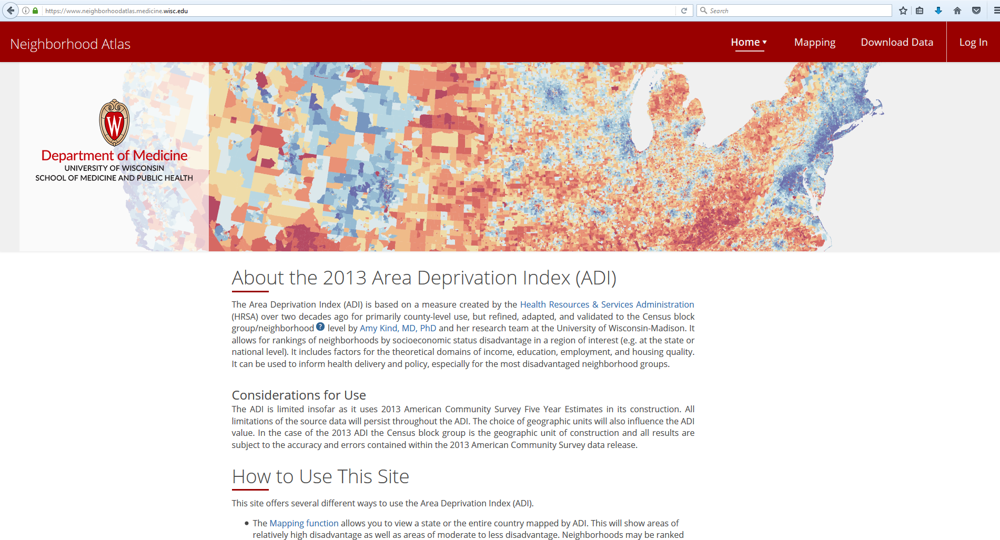 https://www.neighborhoodatlas.medicine.wisc.edu
Search
Neighborhood Atlas
Home
Mapping
Download Data
Log In
W
Department of Medicine
UNIVERSITY OF WISCONSIN
SCHOOL OF MEDICINE AND PUBLIC HEALTH
About the 2013 Area Deprivation Index (ADI)
The Area Deprivation Index (ADI) is based on a measure created by the Health Resources & Services Administration
(HRSA) over two decades ago for primarily county-level use, but refined, adapted, and validated to the Census block
group/neighborhood ? level by Amy Kind, MD, PhD and her research team at the University of Wisconsin-Madison. It
allows for rankings of neighborhoods by socioeconomic status disadvantage in a region of interest (e.g. at the state or
national level). It includes factors for the theoretical domains of income, education, employment, and housing quality.
It can be used to inform health delivery and policy, especially for the most disadvantaged neighborhood groups.
Considerations for Use
The ADI is limited insofar as it uses 2013 American Community Survey Five Year Estimates in its construction. All
limitations of the source data will persist throughout the ADI. The choice of geographic units will also influence the ADI
value. In the case of the 2013 ADI the Census block group is the geographic unit of construction and all results are
subject to the accuracy and errors contained within the 2013 American Community Survey data release.
How to Use This Site
This site offers several different ways to use the Area Deprivation Index (ADI).
• The Mapping function allows you to view a state or the entire country mapped by ADI. This will show areas of
relatively high disadvantage as well as areas of moderate to less disadvantage. Neighborhoods may be ranked